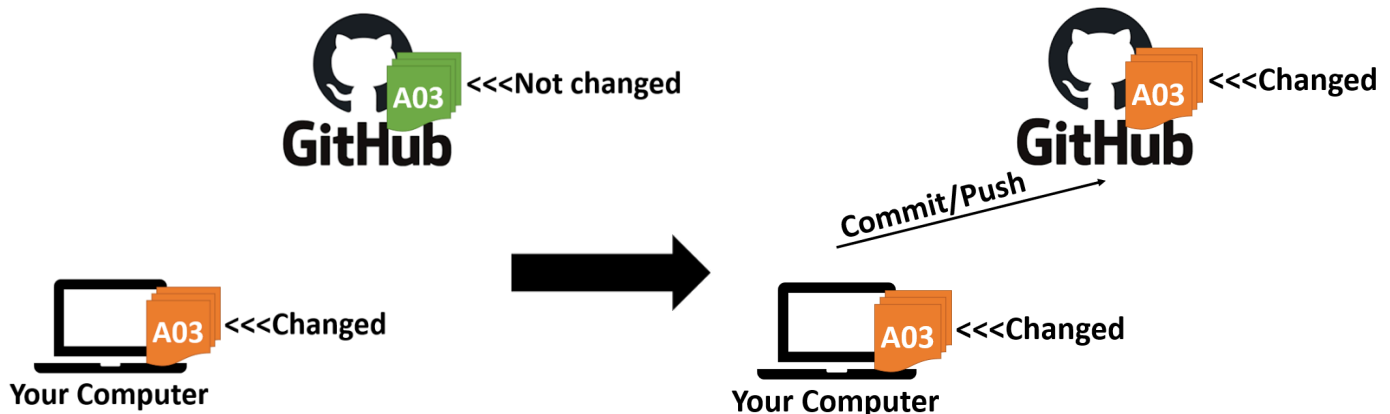 A03 <<<Not changed
GitHub
A03 <<<Changed
Your Computer
A03 <<<Changed
GitHub
Commit/Push
A03 <<<Changed
Your Computer